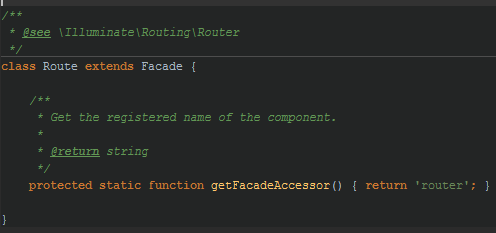 /**
 * @see \Illuminate\Routing\Router
 */
class Route extends Facade {
    /**
     * Get the registered name of the component.
     *
     * @return string
     */
    protected static function getFacadeAccessor() { return 'router'; }
}